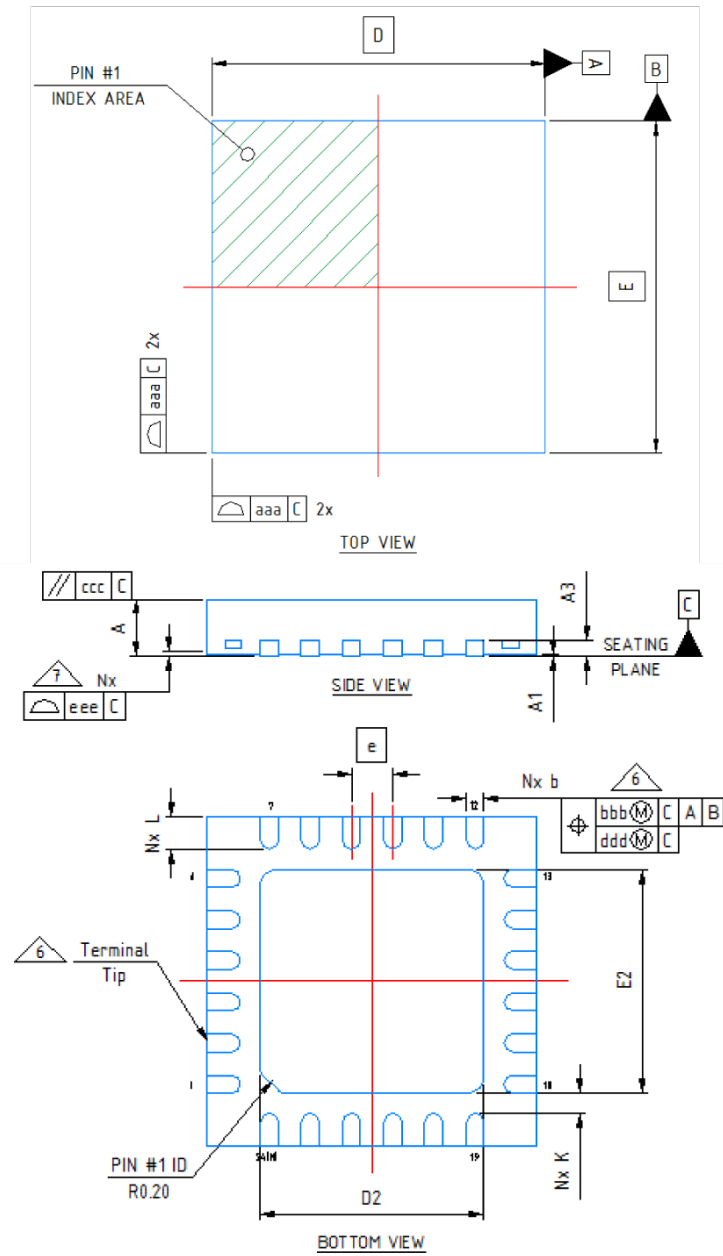 D
A
B
PIN #1
INDEX AREA
E
aaa C 2x
aaa C 2x
TOP VIEW
// ccc C
A
A3
C
SEATING
PLANE
7 Nx
eee C
SIDE VIEW
A1
e
Nx b
6
bbb M C A B
ddd M C
Nx L
7
12
13
6 Terminal
Tip
E2
1
18
19
Nx K
PIN #1 ID
R0.20
D2
BOTTOM VIEW